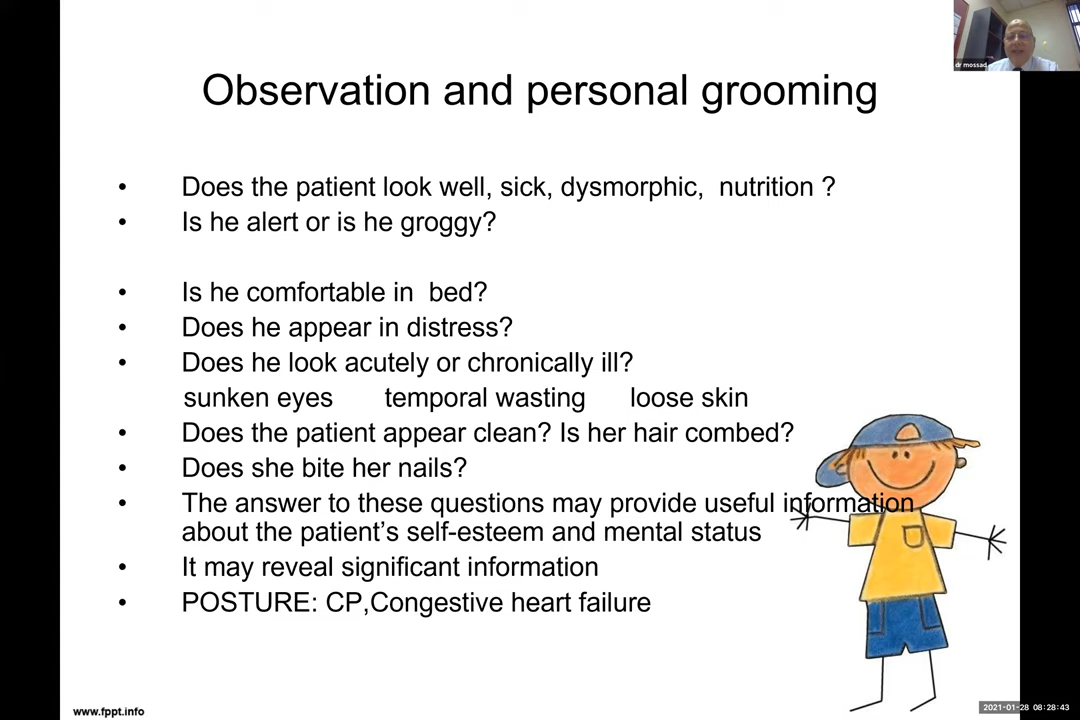 dr mossad
Observation and personal grooming
• Does the patient look well, sick, dysmorphic,  nutrition ?
• Is he alert or is he groggy?
• Is he comfortable in  bed?
• Does he appear in distress?
• Does he look acutely or chronically ill?
sunken eyes temporal wasting loose skin
• Does the patient appear clean? Is her hair combed?
• Does she bite her nails?
• The answer to these questions may provide useful information
about the patient’s self-esteem and mental status
• It may reveal significant information
• POSTURE: CP,Congestive heart failure
www.fppt.info
2021-01-28 08:28:43